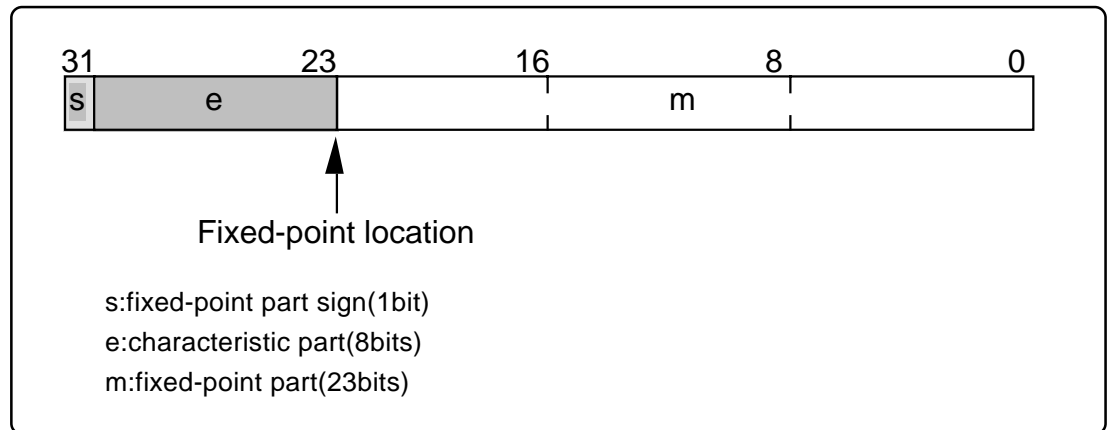 31 23 16 8 0
s e m
Fixed-point location
s:fixed-point part sign(1bit)
e:characteristic part(8bits)
m:fixed-point part(23bits)